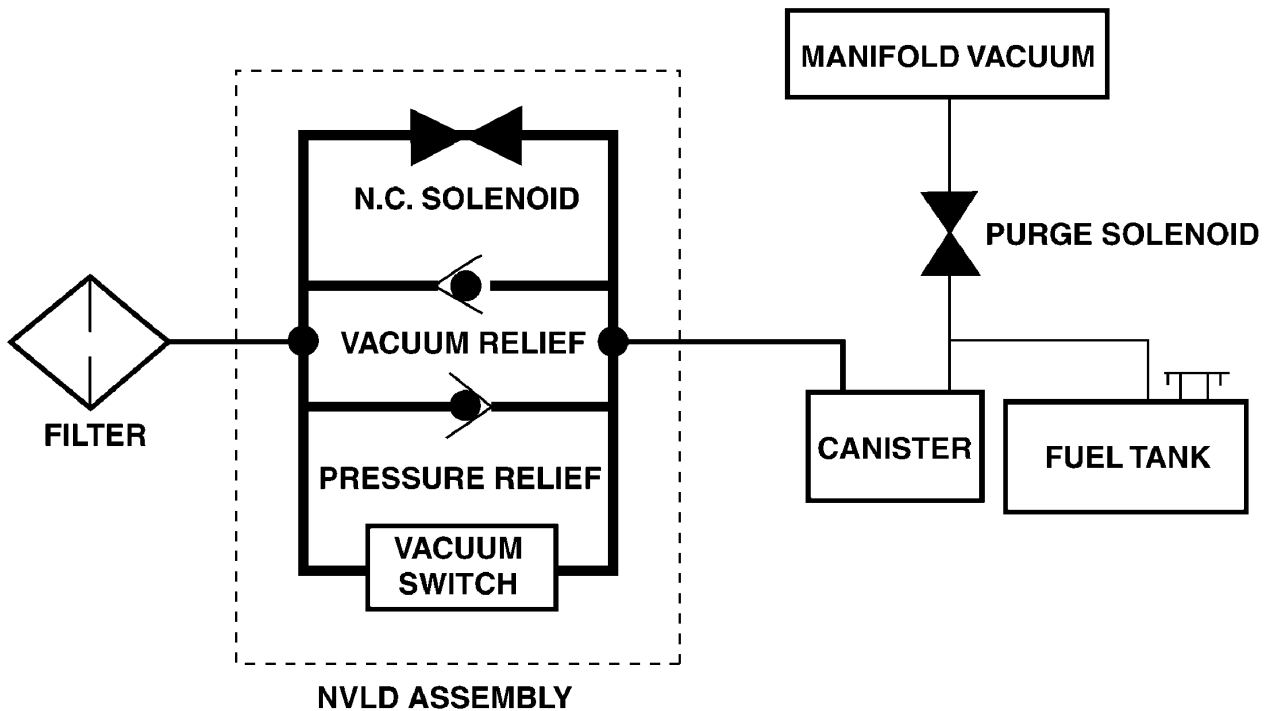 MANIFOLD VACUUM
N.C. SOLENOID
PURGE SOLENOID
VACUUM RELIEF
FILTER
CANISTER
FUEL TANK
PRESSURE RELIEF
VACUUM
SWITCH
NVLD ASSEMBLY